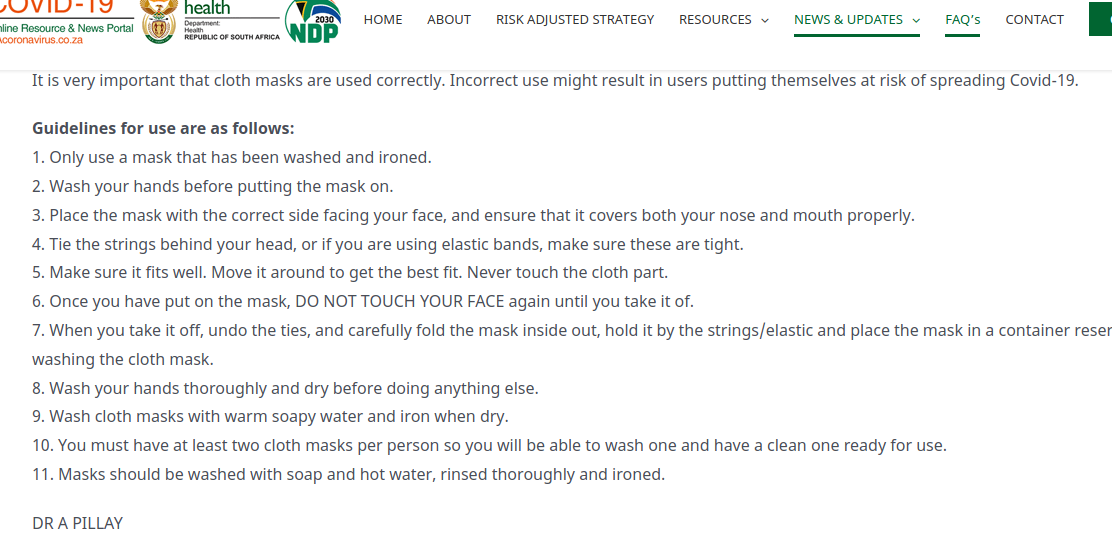 COVID-19
nline Resource & News Portal
coronavirus.co.za
health
Department:
Health
REPUBLIC OF SOUTH AFRICA
2030
NDP
HOME ABOUT RISK ADJUSTED STRATEGY RESOURCES NEWS & UPDATES FAQ's CONTACT
It is very important that cloth masks are used correctly. Incorrect use might result in users putting themselves at risk of spreading Covid-19.
Guidelines for use are as follows:
1. Only use a mask that has been washed and ironed.
2. Wash your hands before putting the mask on.
3. Place the mask with the correct side facing your face, and ensure that it covers both your nose and mouth properly.
4. Tie the strings behind your head, or if you are using elastic bands, make sure these are tight.
5. Make sure it fits well. Move it around to get the best fit. Never touch the cloth part.
6. Once you have put on the mask, DO NOT TOUCH YOUR FACE again until you take it of.
7. When you take it off, undo the ties, and carefully fold the mask inside out, hold it by the strings/elastic and place the mask in a container reser
washing the cloth mask.
8. Wash your hands thoroughly and dry before doing anything else.
9. Wash cloth masks with warm soapy water and iron when dry.
10. You must have at least two cloth masks per person so you will be able to wash one and have a clean one ready for use.
11. Masks should be washed with soap and hot water, rinsed thoroughly and ironed.
DR A PILLAY